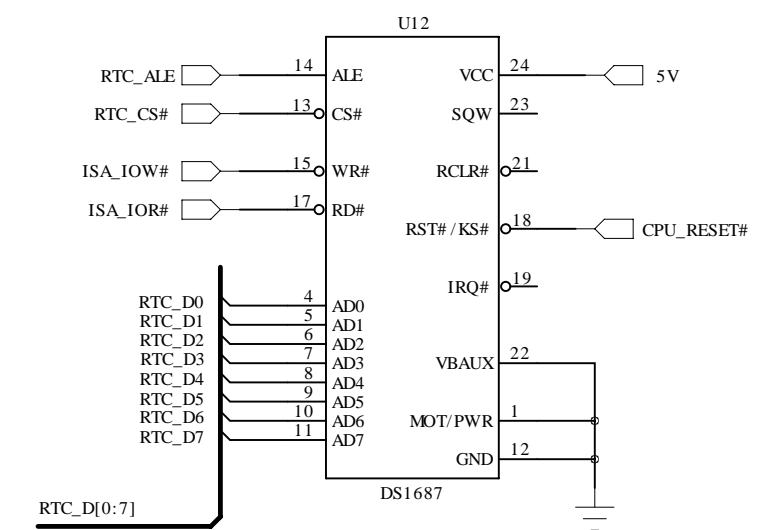 U12
RTC_ALE 14 ALE VCC 24 5V
RTC_CS# 13 CS# SQW 23
ISA_IOW# 15 WR# RCLR# 21
ISA_IOR# 17 RD#
RST# / KS# 18 CPU_RESET#
IRQ# 19
RTC_D0 4 AD0
RTC_D1 5 AD1
RTC_D2 6 AD2
RTC_D3 7 AD3 VBAUX 22
RTC_D4 8 AD4
RTC_D5 9 AD5
RTC_D6 10 AD6 MOT/PWR 1
RTC_D7 11 AD7
GND 12
DS1687
RTC_D[0:7]